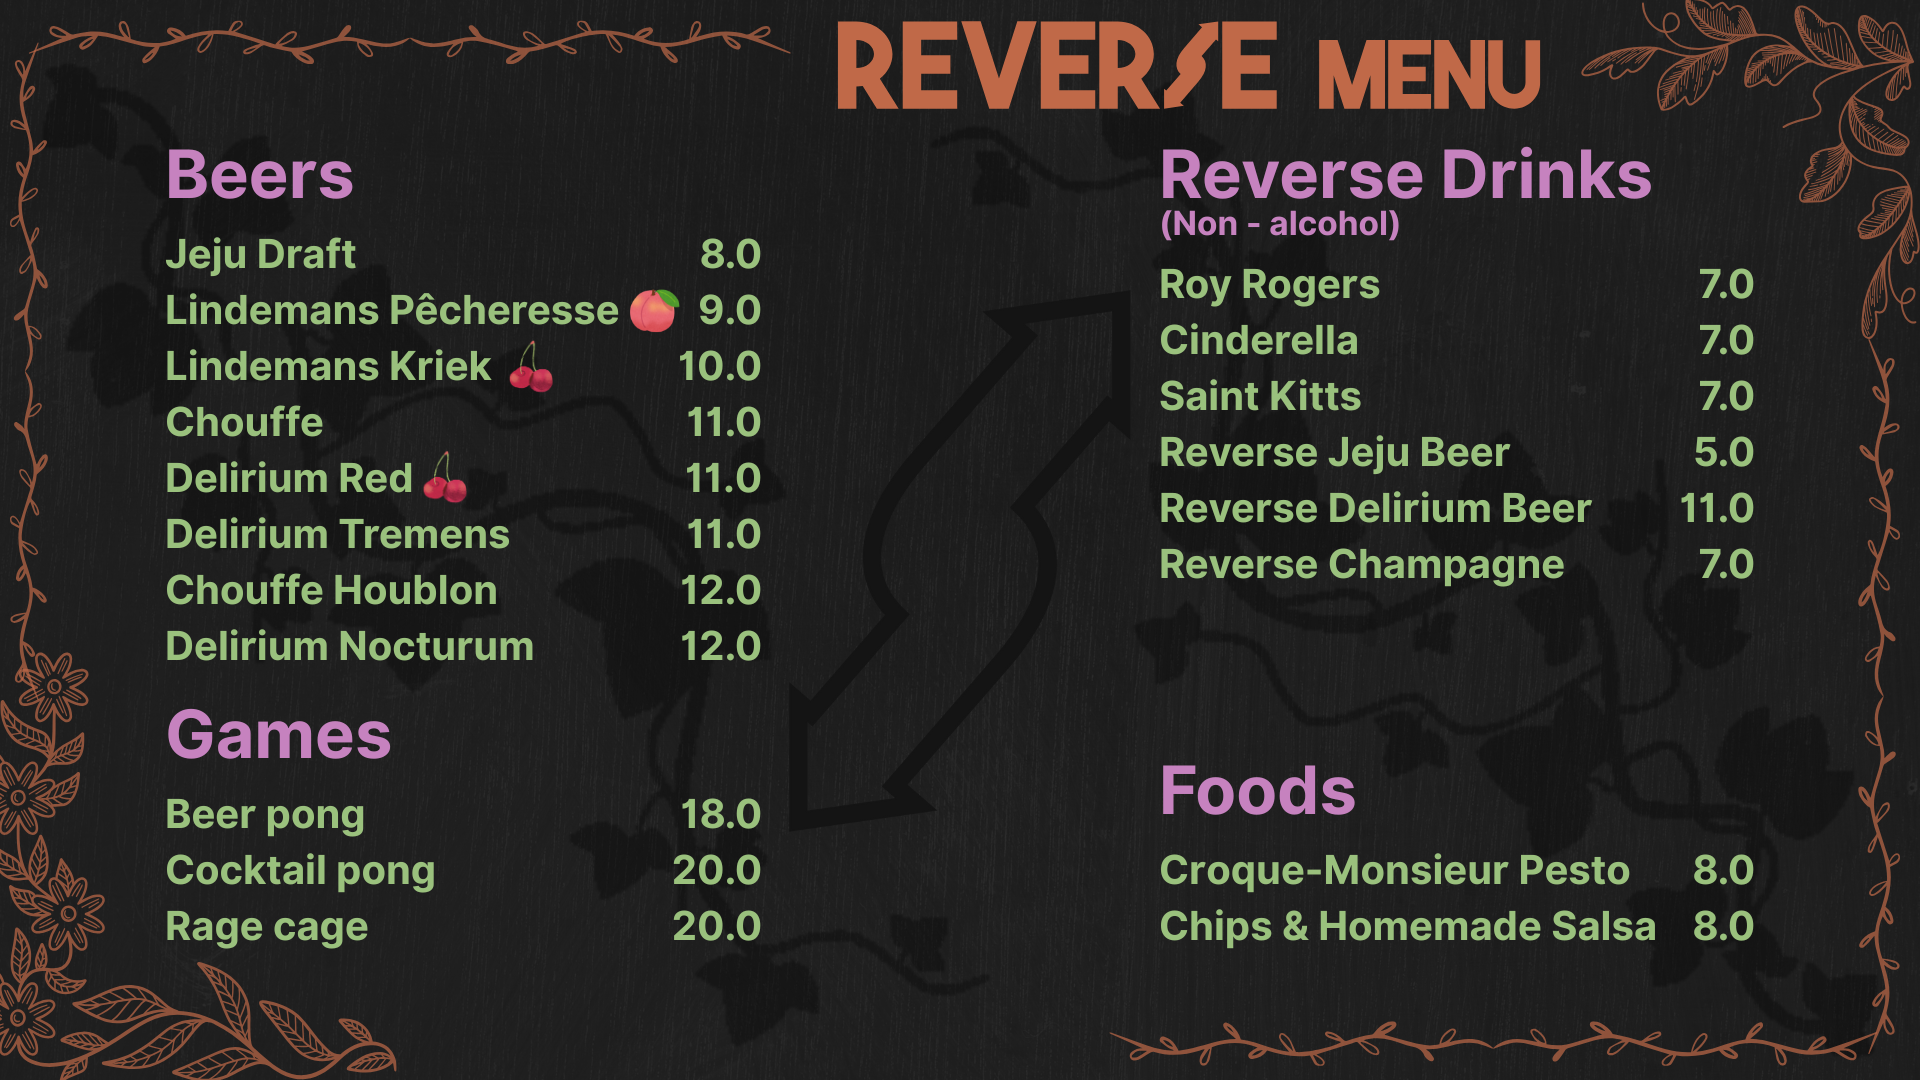 REVERSE MENU
Beers
Jeju Draft 8.0
Lindemans Pêcheresse 🍑 9.0
Lindemans Kriek 🍒 10.0
Chouffe 11.0
Delirium Red 🍒 11.0
Delirium Tremens 11.0
Chouffe Houblon 12.0
Delirium Nocturum 12.0
Games
Beer pong 18.0
Cocktail pong 20.0
Rage cage 20.0
Reverse Drinks
(Non - alcohol)
Roy Rogers 7.0
Cinderella 7.0
Saint Kitts 7.0
Reverse Jeju Beer 5.0
Reverse Delirium Beer 11.0
Reverse Champagne 7.0
Foods
Croque-Monsieur Pesto 8.0
Chips & Homemade Salsa 8.0